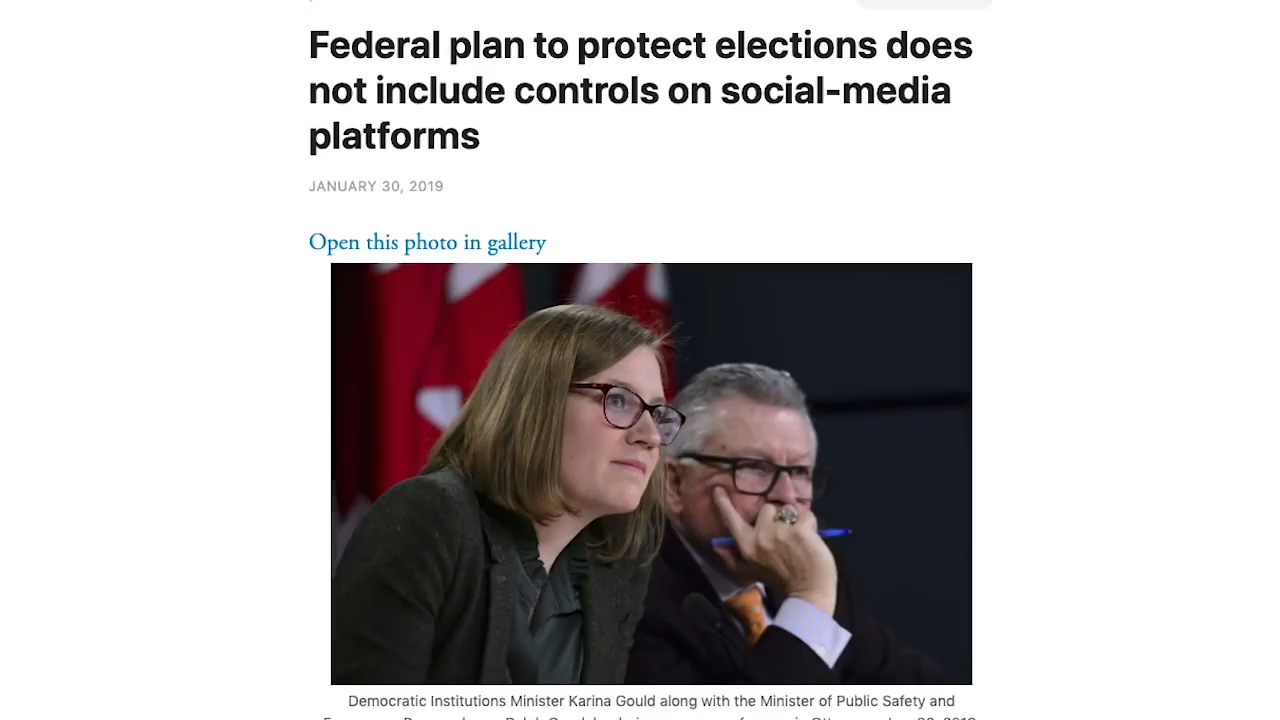 Federal plan to protect elections does
not include controls on social-media
platforms
JANUARY 30, 2019
Open this photo in gallery
Democratic Institutions Minister Karina Gould along with the Minister of Public Safety and